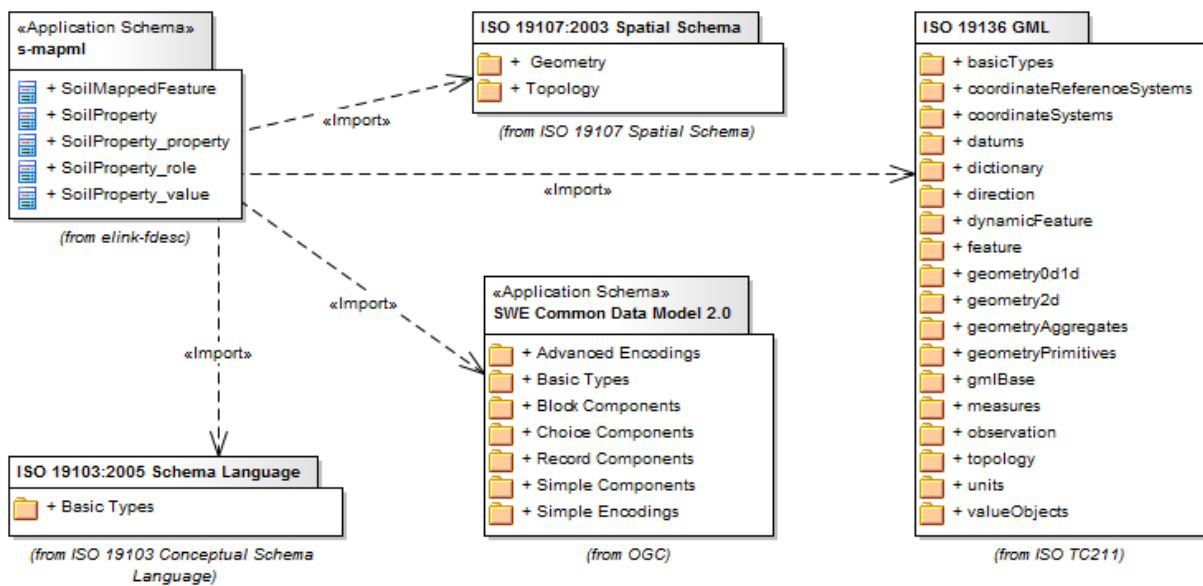 «Application Schema»
s-mapml
+ SoilMappedFeature
+ SoilProperty
+ SoilProperty_property
+ SoilProperty_role
+ SoilProperty_value
(from elink-fdesc)
ISO 19107:2003 Spatial Schema
+ Geometry
+ Topology
(from ISO 19107 Spatial Schema)
ISO 19136 GML
+ basicTypes
+ coordinateReferenceSystems
+ coordinateSystems
+ datums
+ dictionary
+ direction
+ dynamicFeature
+ feature
+ geometry0d1d
+ geometry2d
+ geometryAggregates
+ geometryPrimitives
+ gmlBase
+ measures
+ observation
+ topology
+ units
+ valueObjects
(from ISO TC211)
«Import»
«Import»
«Import»
«Import»
«Application Schema»
SWE Common Data Model 2.0
+ Advanced Encodings
+ Basic Types
+ Block Components
+ Choice Components
+ Record Components
+ Simple Components
+ Simple Encodings
(from OGC)
ISO 19103:2005 Schema Language
+ Basic Types
(from ISO 19103 Conceptual Schema
Language)